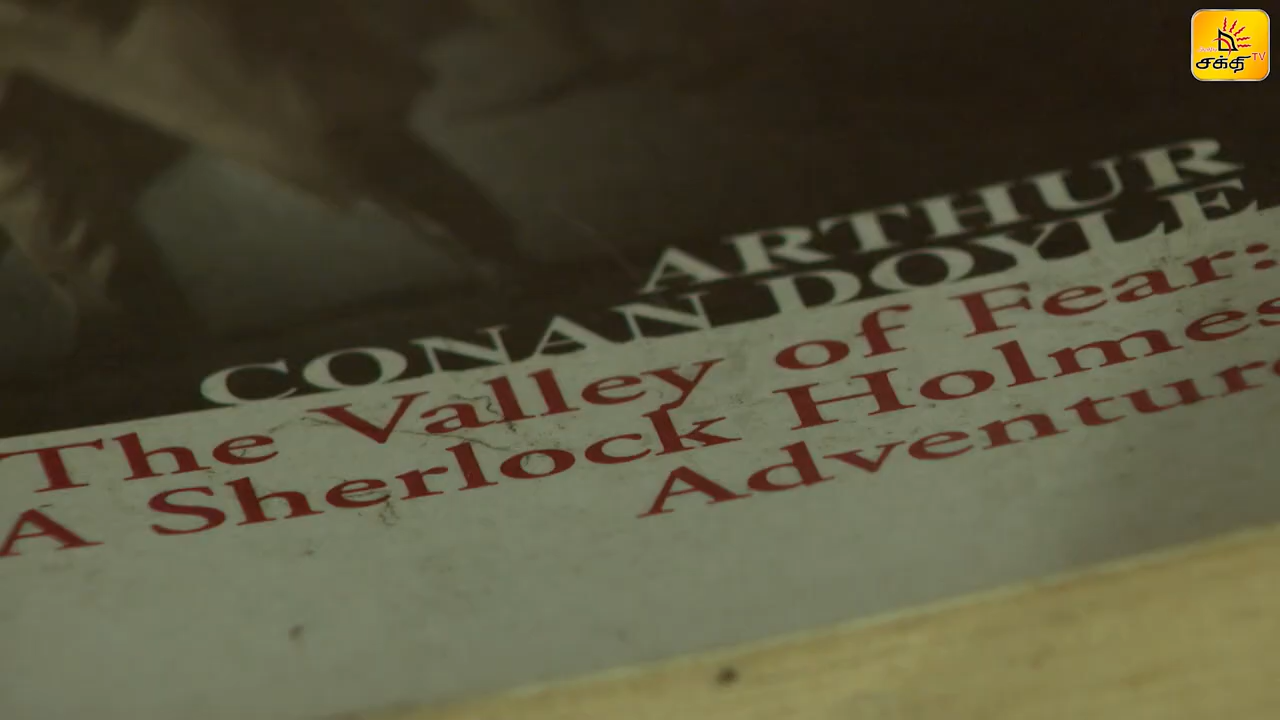 சக்தி TV
ARTHUR
CONAN DOYLE
The Valley of Fear:
A Sherlock Holmes
Adventure